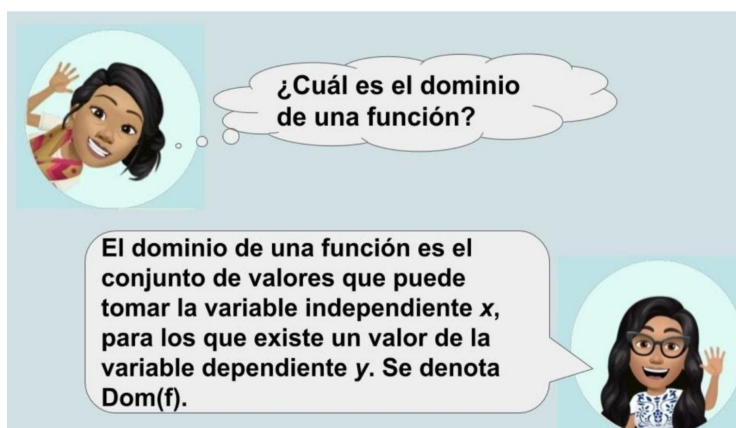 ¿Cuál es el dominio
de una función?
El dominio de una función es el
conjunto de valores que puede
tomar la variable independiente x,
para los que existe un valor de la
variable dependiente y. Se denota
Dom(f).